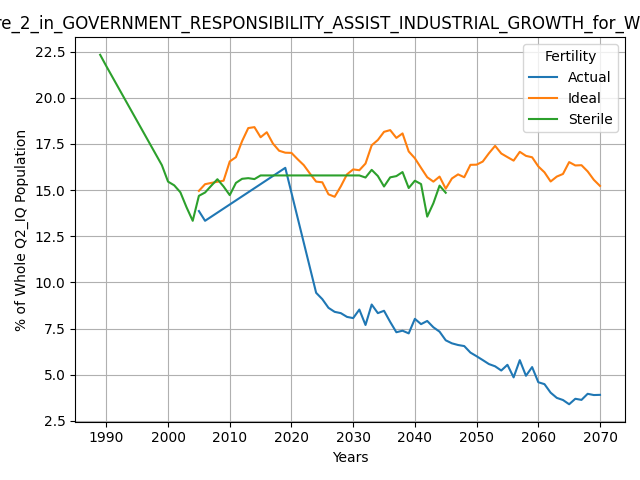 re_2_in_GOVERNMENT_RESPONSIBILITY_ASSIST_INDUSTRIAL_GROWTH_for_W
Fertility
Actual
Ideal
Sterile
% of Whole Q2_IQ Population
22.5
20.0
17.5
15.0
12.5
10.0
7.5
5.0
2.5
1990 2000 2010 2020 2030 2040 2050 2060 2070
Years